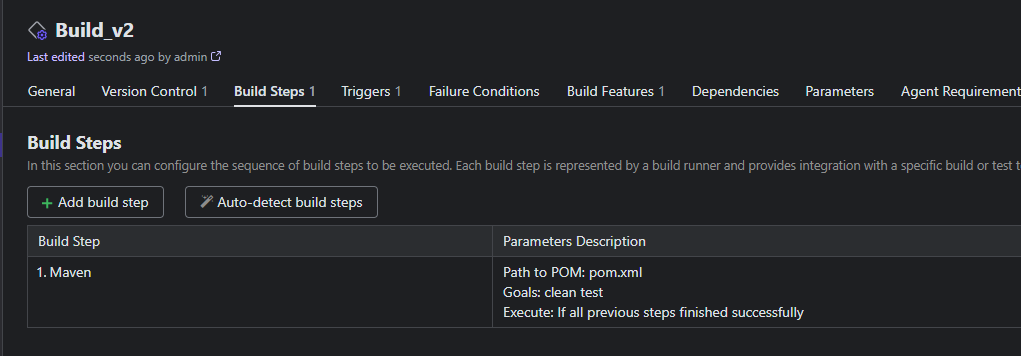 Build_v2
Last edited seconds ago by admin
General Version Control 1 Build Steps 1 Triggers 1 Failure Conditions Build Features 1 Dependencies Parameters Agent Requirement
Build Steps
In this section you can configure the sequence of build steps to be executed. Each build step is represented by a build runner and provides integration with a specific build or test t
+ Add build step Auto-detect build steps
Build Step Parameters Description
1. Maven Path to POM: pom.xml
Goals: clean test
Execute: If all previous steps finished successfully